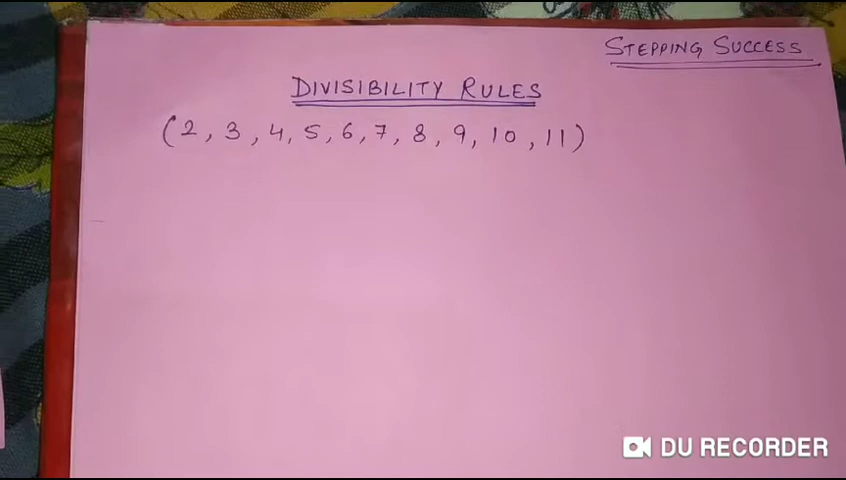 STEPPING SUCCESS
DIVISIBILITY RULES
(2, 3, 4, 5, 6, 7, 8, 9, 10, 11)
DU RECORDER